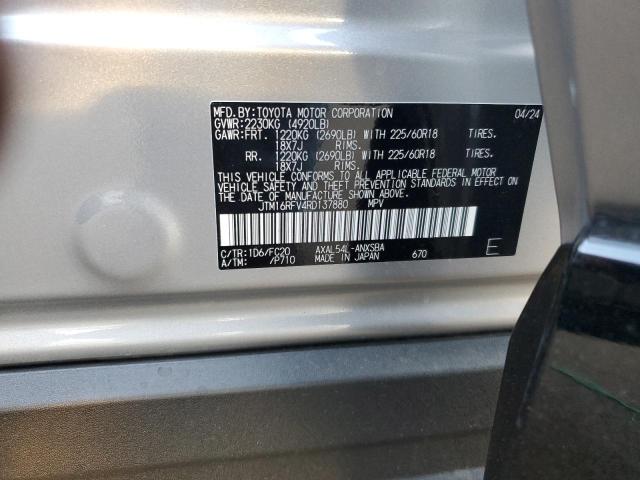 MFD.BY:TOYOTA MOTOR CORPORATION 04/24
GVWR:2230KG (4920LB)
GAWR:FRT. 1220KG (2690LB) WITH 225/60R18 TIRES.
18X7J RIMS.
RR. 1220KG (2690LB) WITH 225/60R18 TIRES.
18X7J RIMS.
THIS VEHICLE CONFORMS TO ALL APPLICABLE FEDERAL MOTOR
VEHICLE SAFETY AND THEFT PREVENTION STANDARDS IN EFFECT ON
THE DATE OF MANUFACTURE SHOWN ABOVE.
JTM16RFV4RD137880 MPV
C/TR:1D6/FC20 AXAL54L-ANXSBA
A/TM: /P710 MADE IN JAPAN 670 E